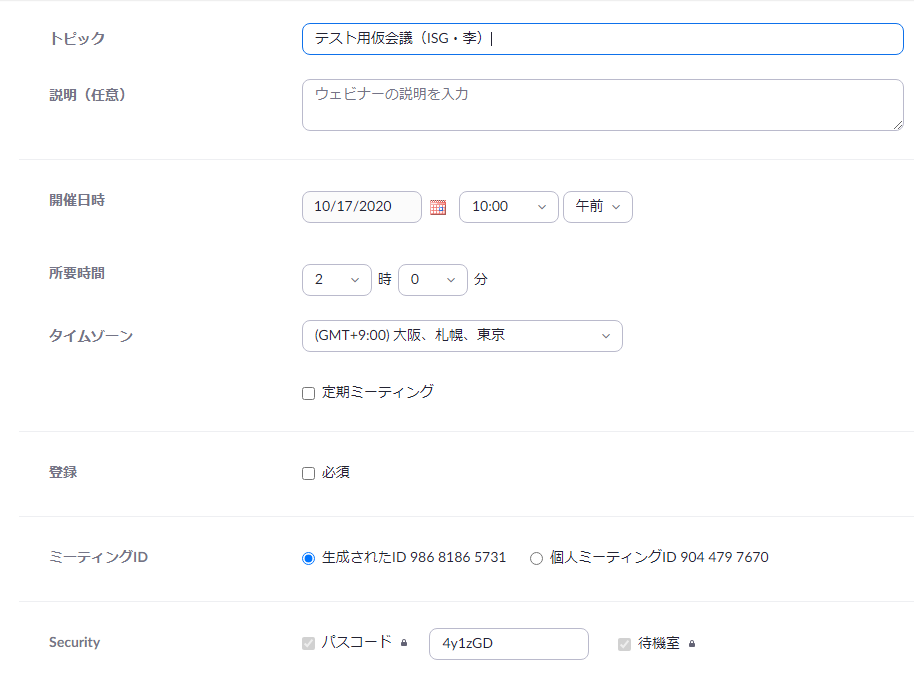 トピック テスト用仮会議（ISG・李）
説明（任意） ウェビナーの説明を入力
開催日時 10/17/2020 10:00 午前
所要時間 2 時 0 分
タイムゾーン (GMT+9:00) 大阪、札幌、東京
定期ミーティング
登録 必須
ミーティングID 生成されたID 986 8186 5731 個人ミーティングID 904 479 7670
Security パスコード 4y1zGD 待機室